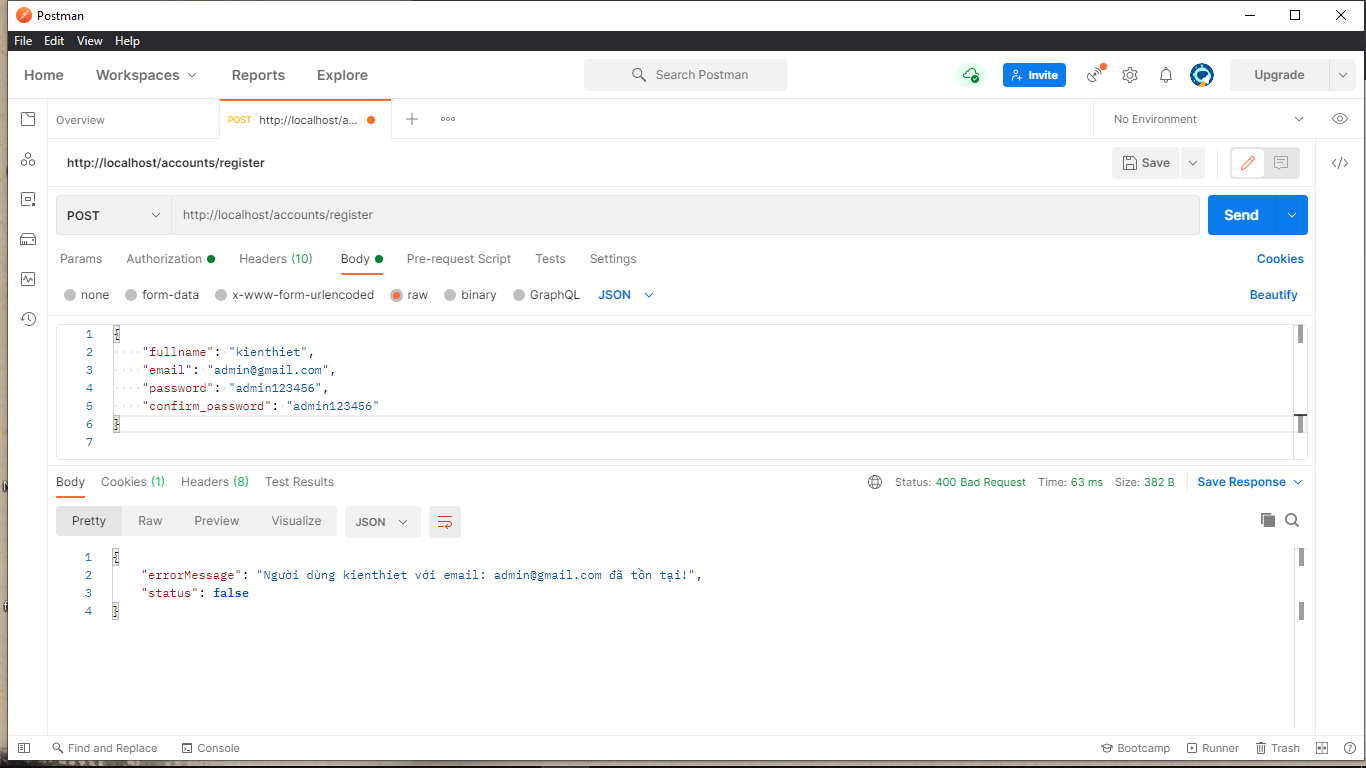 Postman
File Edit View Help
Home Workspaces Reports Explore Search Postman Invite Upgrade
Overview POST http://localhost/a... No Environment
http://localhost/accounts/register Save
POST http://localhost/accounts/register Send
Params Authorization Headers (10) Body Pre-request Script Tests Settings Cookies
none form-data x-www-form-urlencoded raw binary GraphQL JSON Beautify
1 {
2 "fullname": "kienthiet",
3 "email": "admin@gmail.com",
4 "password": "admin123456",
5 "confirm_password": "admin123456"
6 }
7
Body Cookies (1) Headers (8) Test Results Status: 400 Bad Request Time: 63 ms Size: 382 B Save Response
Pretty Raw Preview Visualize JSON
1 {
2 "errorMessage": "Người dùng kienthiet với email: admin@gmail.com đã tồn tại!",
3 "status": false
4 }
Find and Replace Console Bootcamp Runner Trash